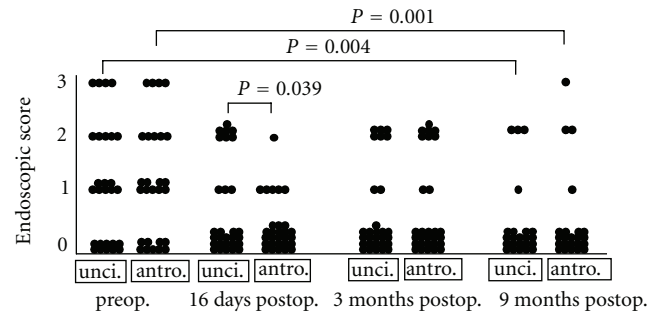 P = 0.001
P = 0.004
P = 0.039
Endoscopic score
3
2
1
0
unci. antro. unci. antro. unci. antro. unci. antro.
preop. 16 days postop. 3 months postop. 9 months postop.